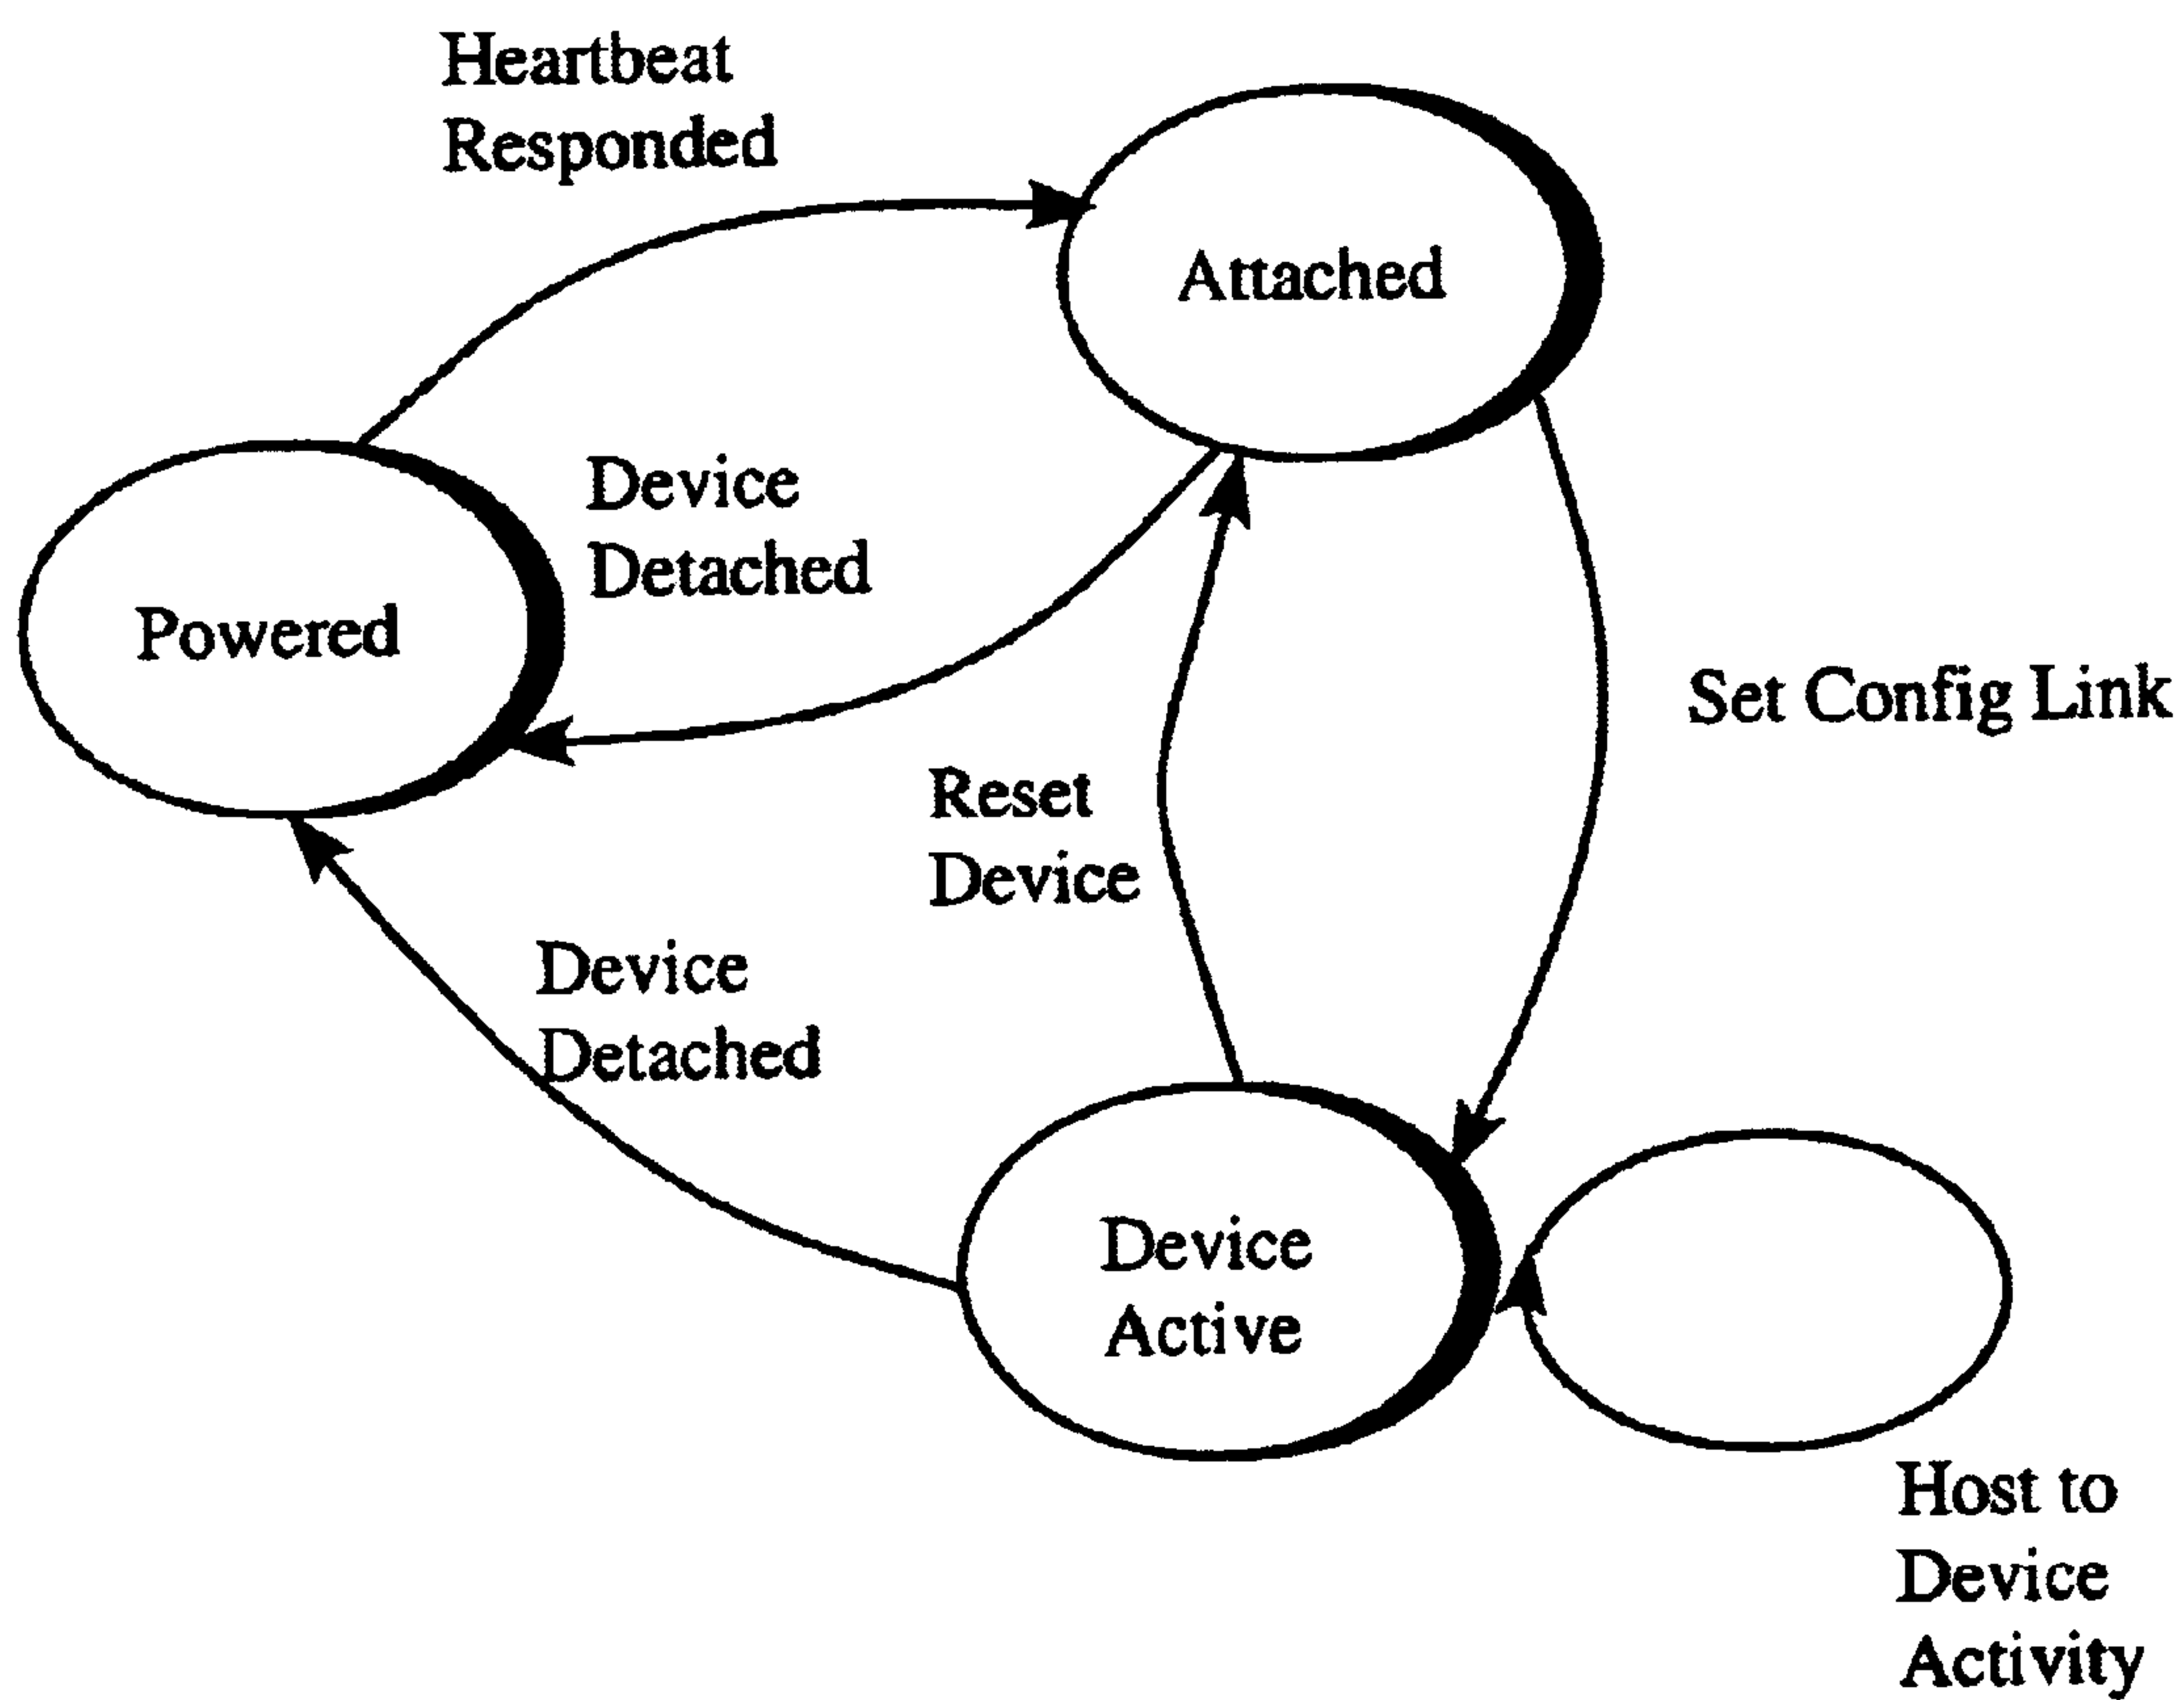 Heartbeat
Responded
Attached
Device
Detached
Powered
Set Config Link
Reset
Device
Device
Detached
Device
Active
Host to
Device
Activity